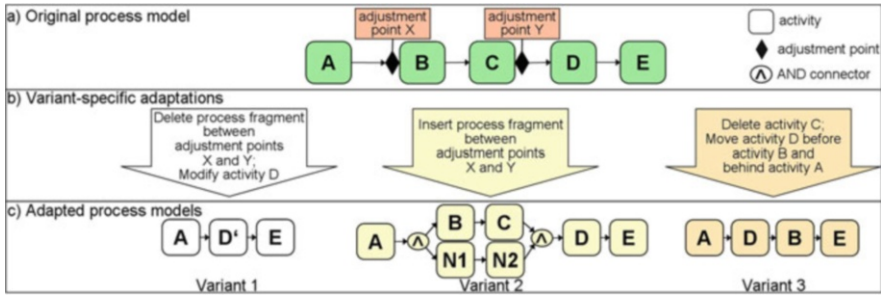 a) Original process model
adjustment
point X
adjustment
point Y
activity
adjustment point
Λ AND connector
A B C D E
b) Variant-specific adaptations
Delete process fragment
between
adjustment points
X and Y;
Modify activity D
Insert process fragment
between
adjustment points
X and Y
Delete activity C;
Move activity D before
activity B and
behind activity A
c) Adapted process models
A D‘ E
Variant 1
A Λ B C Λ D E
N1 N2
Variant 2
A D B E
Variant 3